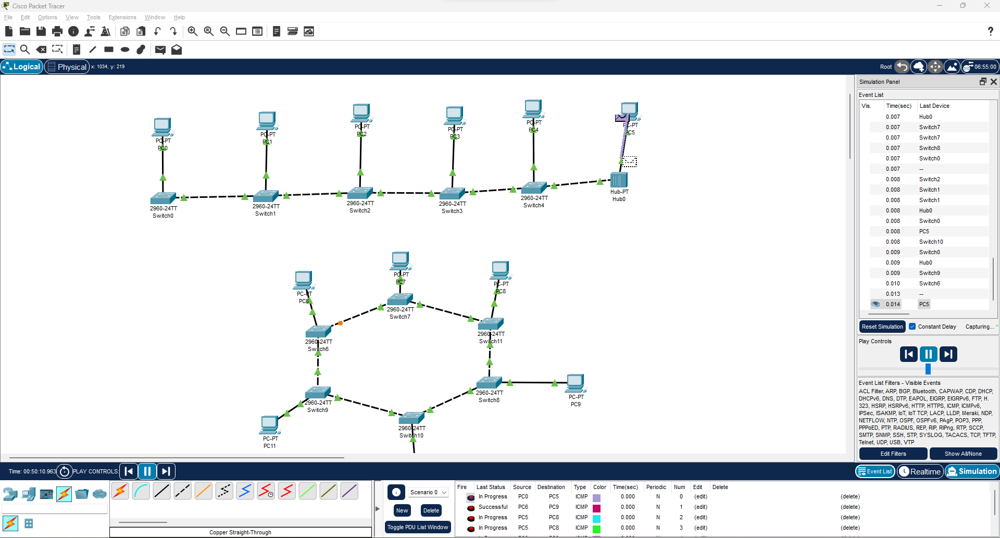 Cisco Packet Tracer
File Edit Options View Tools Extensions Window Help
Logical Physical x: 1034, y: 219 Root 06:55:00
PC-PT
PC0
PC-PT
PC1
PC-PT
PC2
PC-PT
PC3
PC-PT
PC4
PC-PT
PC5
2960-24TT
Switch0
2960-24TT
Switch1
2960-24TT
Switch2
2960-24TT
Switch3
2960-24TT
Switch4
Hub-PT
Hub0
PC-PT
PC6
PC-PT
PC7
PC-PT
PC8
2960-24TT
Switch7
2960-24TT
Switch6
2960-24TT
Switch11
2960-24TT
Switch9
2960-24TT
Switch8
PC-PT
PC9
2960-24TT
Switch10
PC-PT
PC11
Simulation Panel
Event List
Vis. Time(sec) Last Device
0.007 Hub0
0.007 Switch7
0.007 Switch7
0.007 Switch8
0.007 Switch0
0.007 --
0.008 Switch2
0.008 Switch1
0.008 Switch1
0.008 Hub0
0.008 Switch0
0.008 PC5
0.008 Switch10
0.009 Switch0
0.009 Hub0
0.009 Switch9
0.010 Switch6
0.013 --
0.014 PC5
Reset Simulation Constant Delay Capturing... *
Play Controls
Event List Filters - Visible Events
ACL Filter, ARP, BGP, Bluetooth, CAPWAP, CDP, DHCP,
DHCPv6, DNS, DTP, EAPOL, EIGRP, EIGRPv6, FTP, H.
323, HSRP, HSRPv6, HTTP, HTTPS, ICMP, ICMPv6,
IPSec, ISAKMP, IoT, IoT TCP, LACP, LLDP, Meraki, NDP,
NETFLOW, NTP, OSPF, OSPFv6, PAgP, POP3, PPP,
PPPoED, PTP, RADIUS, REP, RIP, RIPng, RTP, SCCP,
SMTP, SNMP, SSH, STP, SYSLOG, TACACS, TCP, TFTP,
Telnet, UDP, USB, VTP
Edit Filters Show All/None
Time: 00:50:10.963 PLAY CONTROLS: Event List Realtime Simulation
Copper Straight-Through
Scenario 0
New Delete
Toggle PDU List Window
Fire Last Status Source Destination Type Color Time(sec) Periodic Num Edit Delete
In Progress PC0 PC5 ICMP 0.000 N 0 (edit) (delete)
Successful PC6 PC9 ICMP 0.000 N 1 (edit) (delete)
In Progress PC5 PC8 ICMP 0.000 N 2 (edit) (delete)
In Progress PC5 PC8 ICMP 0.000 N 3 (edit) (delete)